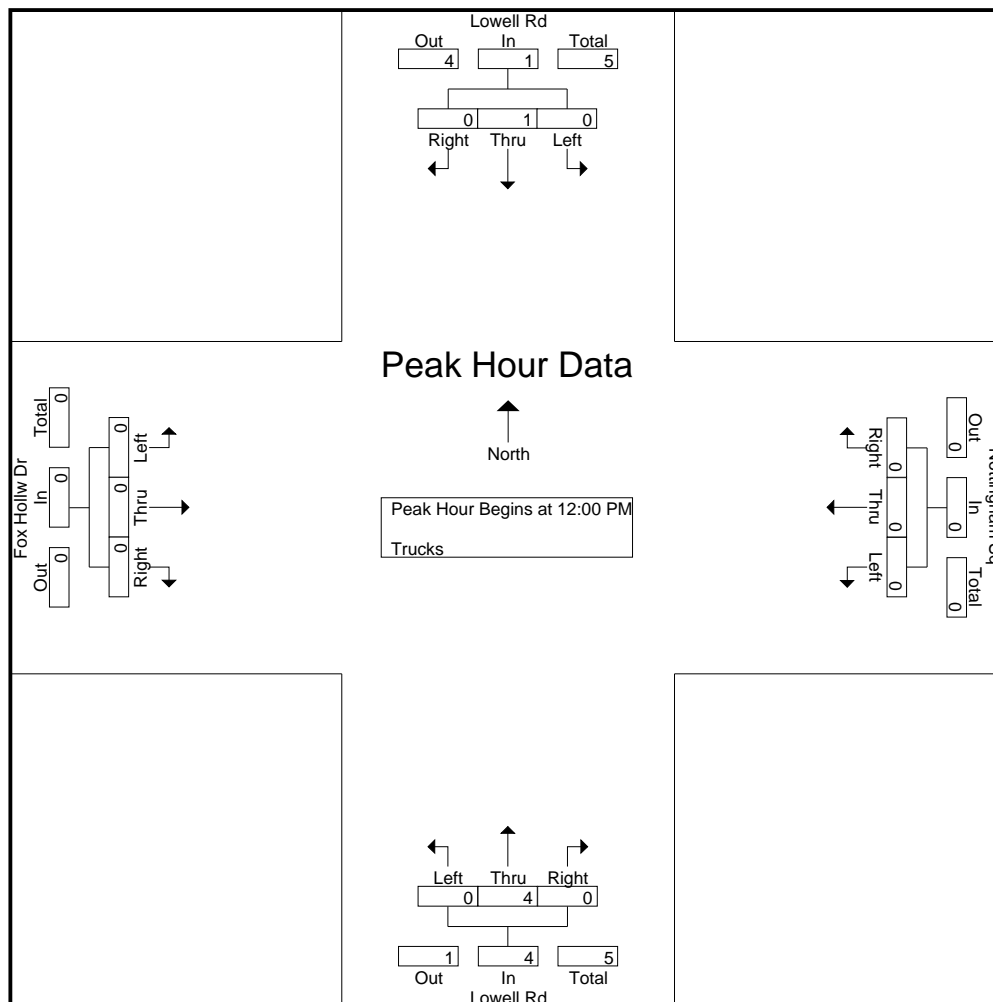 Lowell Rd
Out In Total
4 1 5
0 1 0
Right Thru Left
Peak Hour Data
North
Peak Hour Begins at 12:00 PM
Trucks
Fox Hollw Dr
Out In Total
0 0 0
Left Thru Right
0 0 0
Out In Total
0 0 0
Right Thru Left
0 0 0
Left Thru Right
0 4 0
1 4 5
Out In Total
Lowell Rd